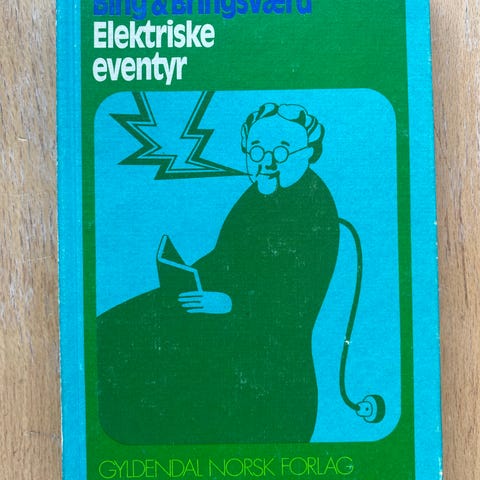 Bing & Bringsværd
Elektriske
eventyr
GYLDENDAL NORSK FORLAG